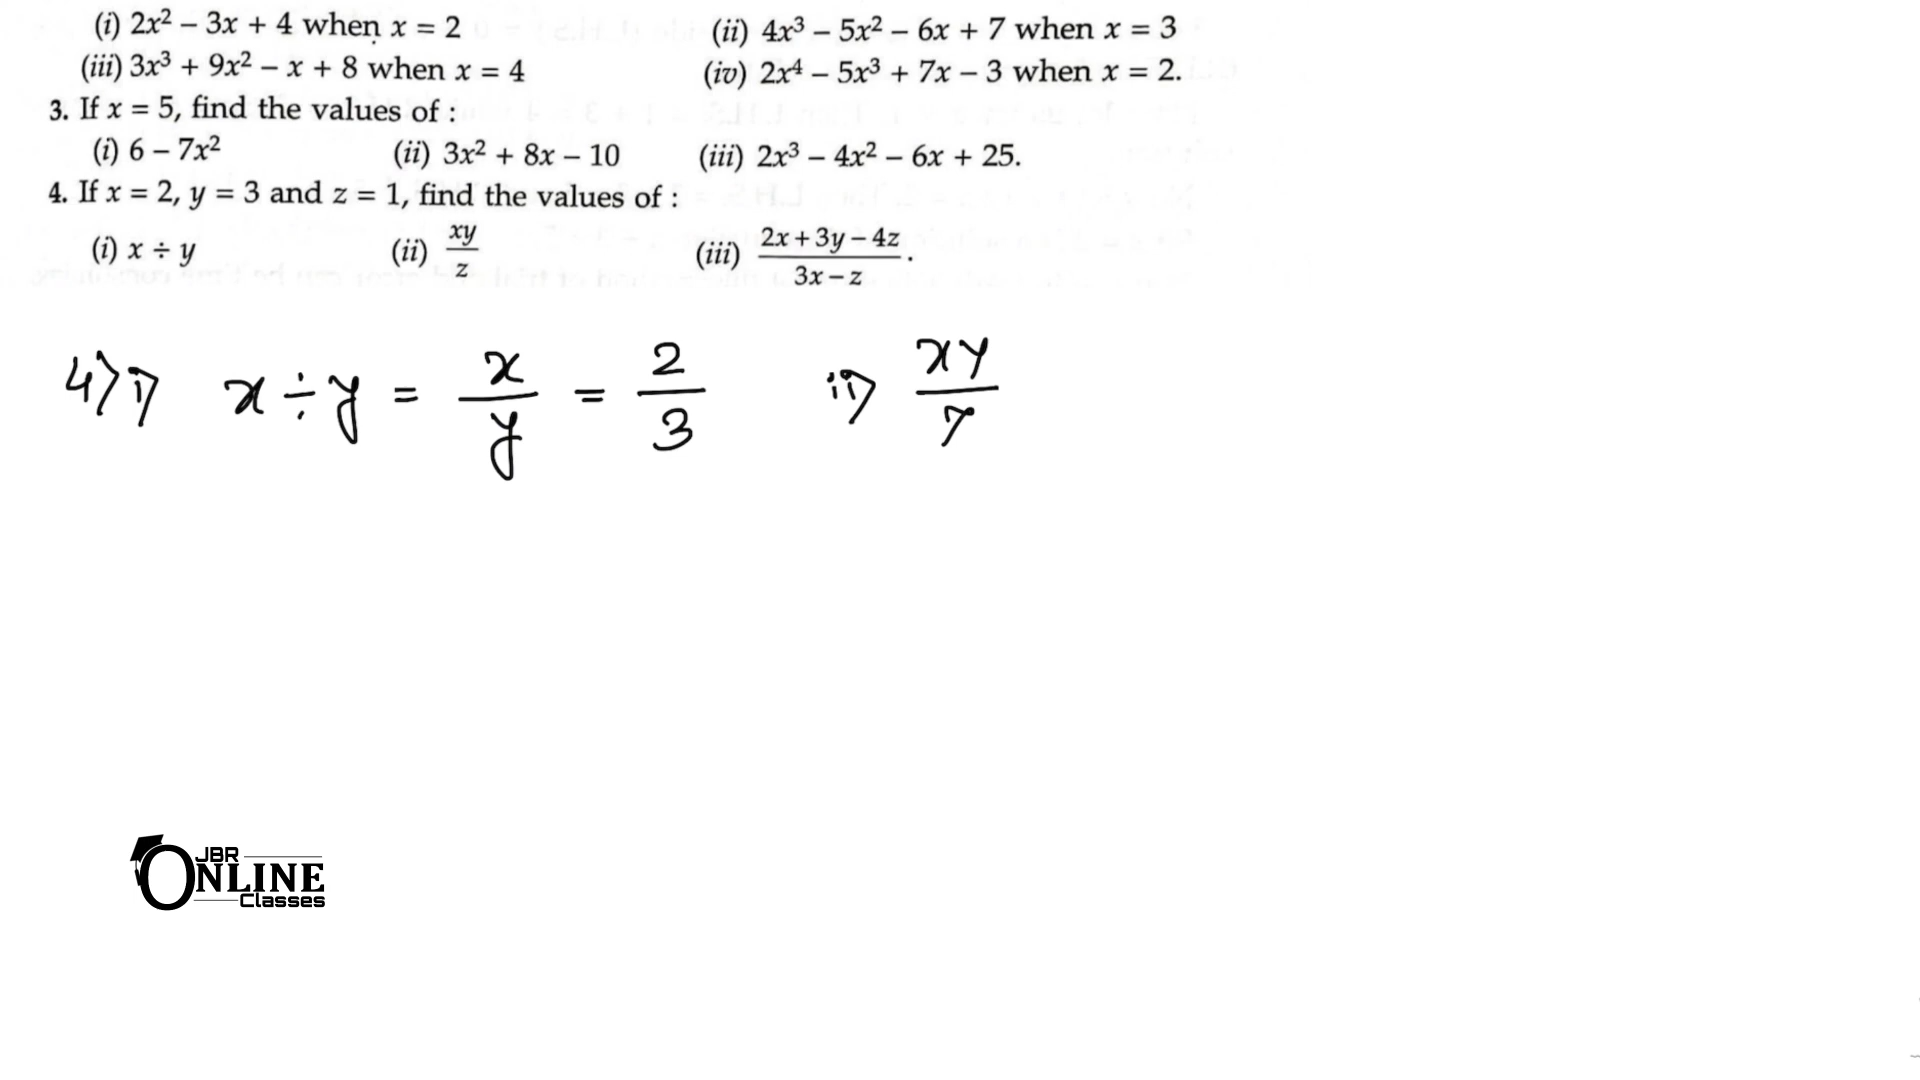 (i) 2x² – 3x + 4 when x = 2 (ii) 4x³ – 5x² – 6x + 7 when x = 3
(iii) 3x³ + 9x² – x + 8 when x = 4 (iv) 2x⁴ – 5x³ + 7x – 3 when x = 2.
3. If x = 5, find the values of :
(i) 6 – 7x² (ii) 3x² + 8x – 10 (iii) 2x³ – 4x² – 6x + 25.
4. If x = 2, y = 3 and z = 1, find the values of :
(i) x ÷ y (ii) xy/z (iii) (2x + 3y – 4z)/(3x – z).
4) i) x ÷ y = x/y = 2/3 ii) xy/7
JBR
ONLINE
Classes